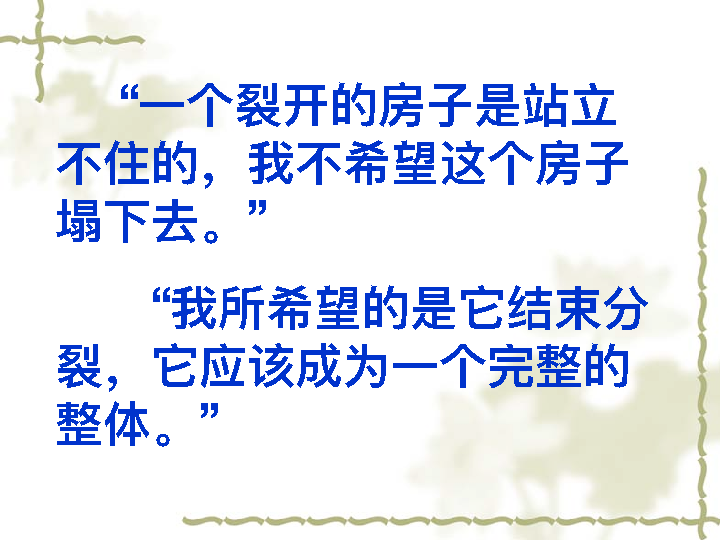 “一个裂开的房子是站立
不住的，我不希望这个房子
塌下去。”
“我所希望的是它结束分
裂，它应该成为一个完整的
整体。”